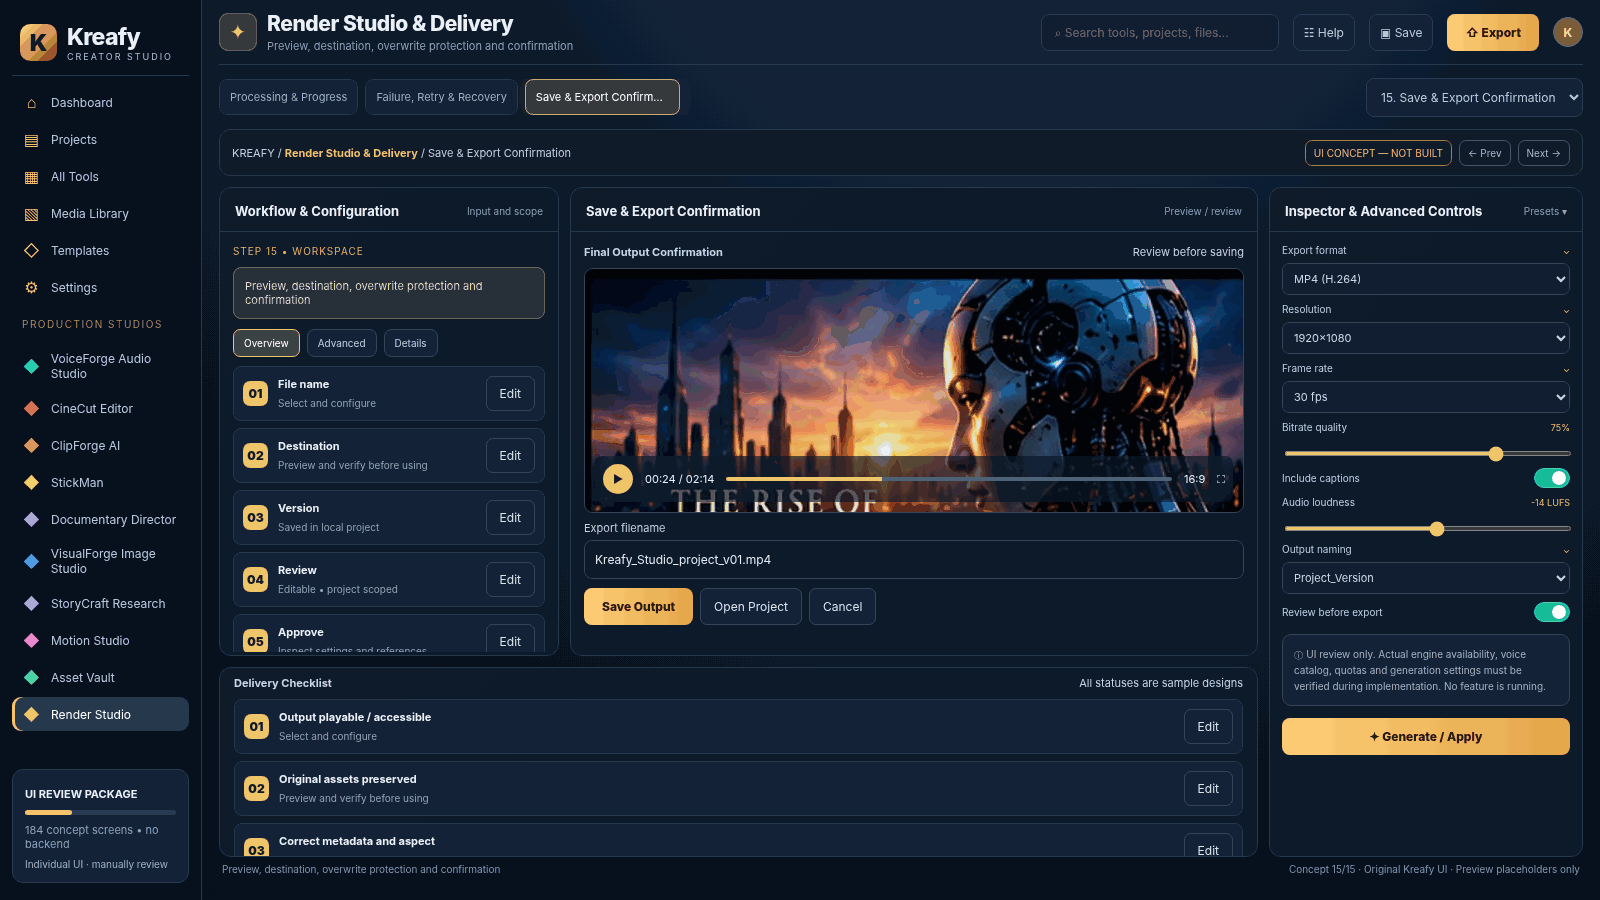 K
Kreafy
CREATOR STUDIO
Dashboard
Projects
All Tools
Media Library
Templates
Settings
PRODUCTION STUDIOS
VoiceForge Audio
Studio
CineCut Editor
ClipForge AI
StickMan
Documentary Director
VisualForge Image
Studio
StoryCraft Research
Motion Studio
Asset Vault
Render Studio
UI REVIEW PACKAGE
184 concept screens • no
backend
Individual UI · manually review
Render Studio & Delivery
Preview, destination, overwrite protection and confirmation
Search tools, projects, files...
Help
Save
Export
K
Processing & Progress
Failure, Retry & Recovery
Save & Export Confirm...
15. Save & Export Confirmation
KREAFY / Render Studio & Delivery / Save & Export Confirmation
UI CONCEPT — NOT BUILT
← Prev
Next →
Workflow & Configuration
Input and scope
STEP 15 • WORKSPACE
Preview, destination, overwrite protection and
confirmation
Overview
Advanced
Details
01
File name
Select and configure
Edit
02
Destination
Preview and verify before using
Edit
03
Version
Saved in local project
Edit
04
Review
Editable • project scoped
Edit
05
Approve
Inspect settings and references
Edit
Save & Export Confirmation
Preview / review
Final Output Confirmation
Review before saving
00:24 / 02:14
16:9
THE RISE OF
Export filename
Kreafy_Studio_project_v01.mp4
Save Output
Open Project
Cancel
Delivery Checklist
All statuses are sample designs
01
Output playable / accessible
Select and configure
Edit
02
Original assets preserved
Preview and verify before using
Edit
03
Correct metadata and aspect
Edit
Inspector & Advanced Controls
Presets ▾
Export format
MP4 (H.264)
Resolution
1920×1080
Frame rate
30 fps
Bitrate quality
75%
Include captions
Audio loudness
-14 LUFS
Output naming
Project_Version
Review before export
ⓘ UI review only. Actual engine availability, voice
catalog, quotas and generation settings must be
verified during implementation. No feature is running.
✦ Generate / Apply
Preview, destination, overwrite protection and confirmation
Concept 15/15 · Original Kreafy UI · Preview placeholders only